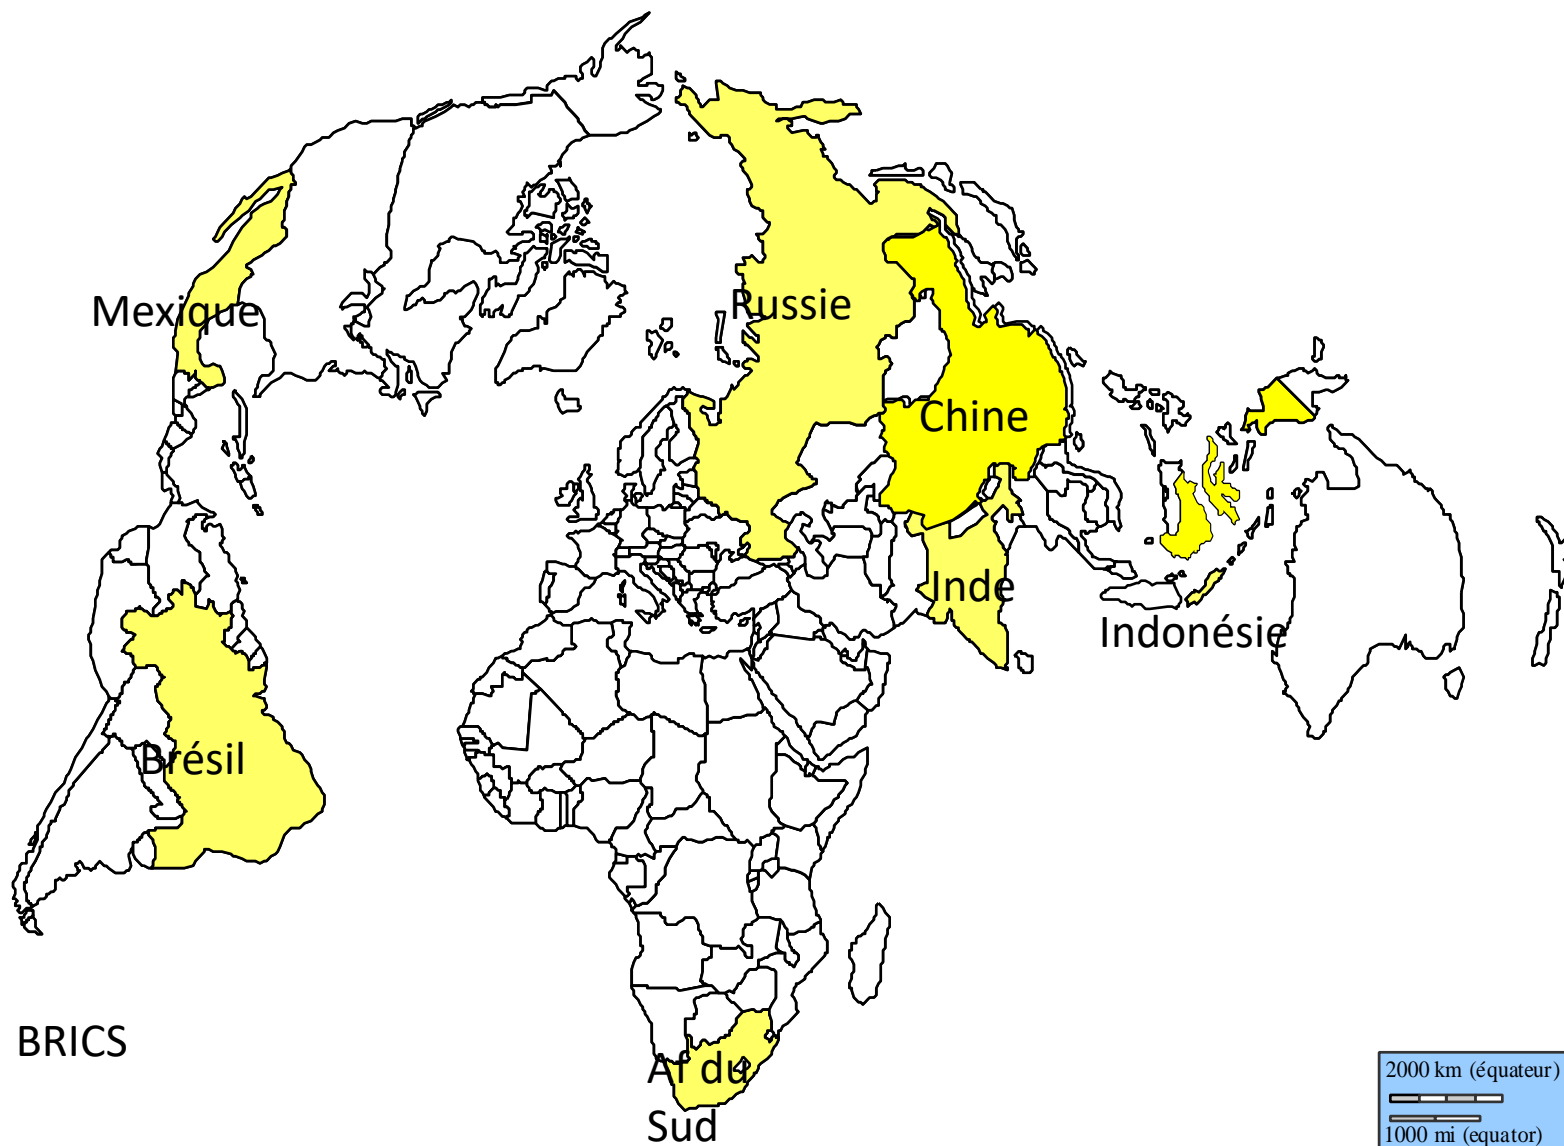 Mexique
Russie
Chine
Inde
Indonésie
Brésil
BRICS
Af du
Sud
2000 km (équateur)
1000 mi (equator)